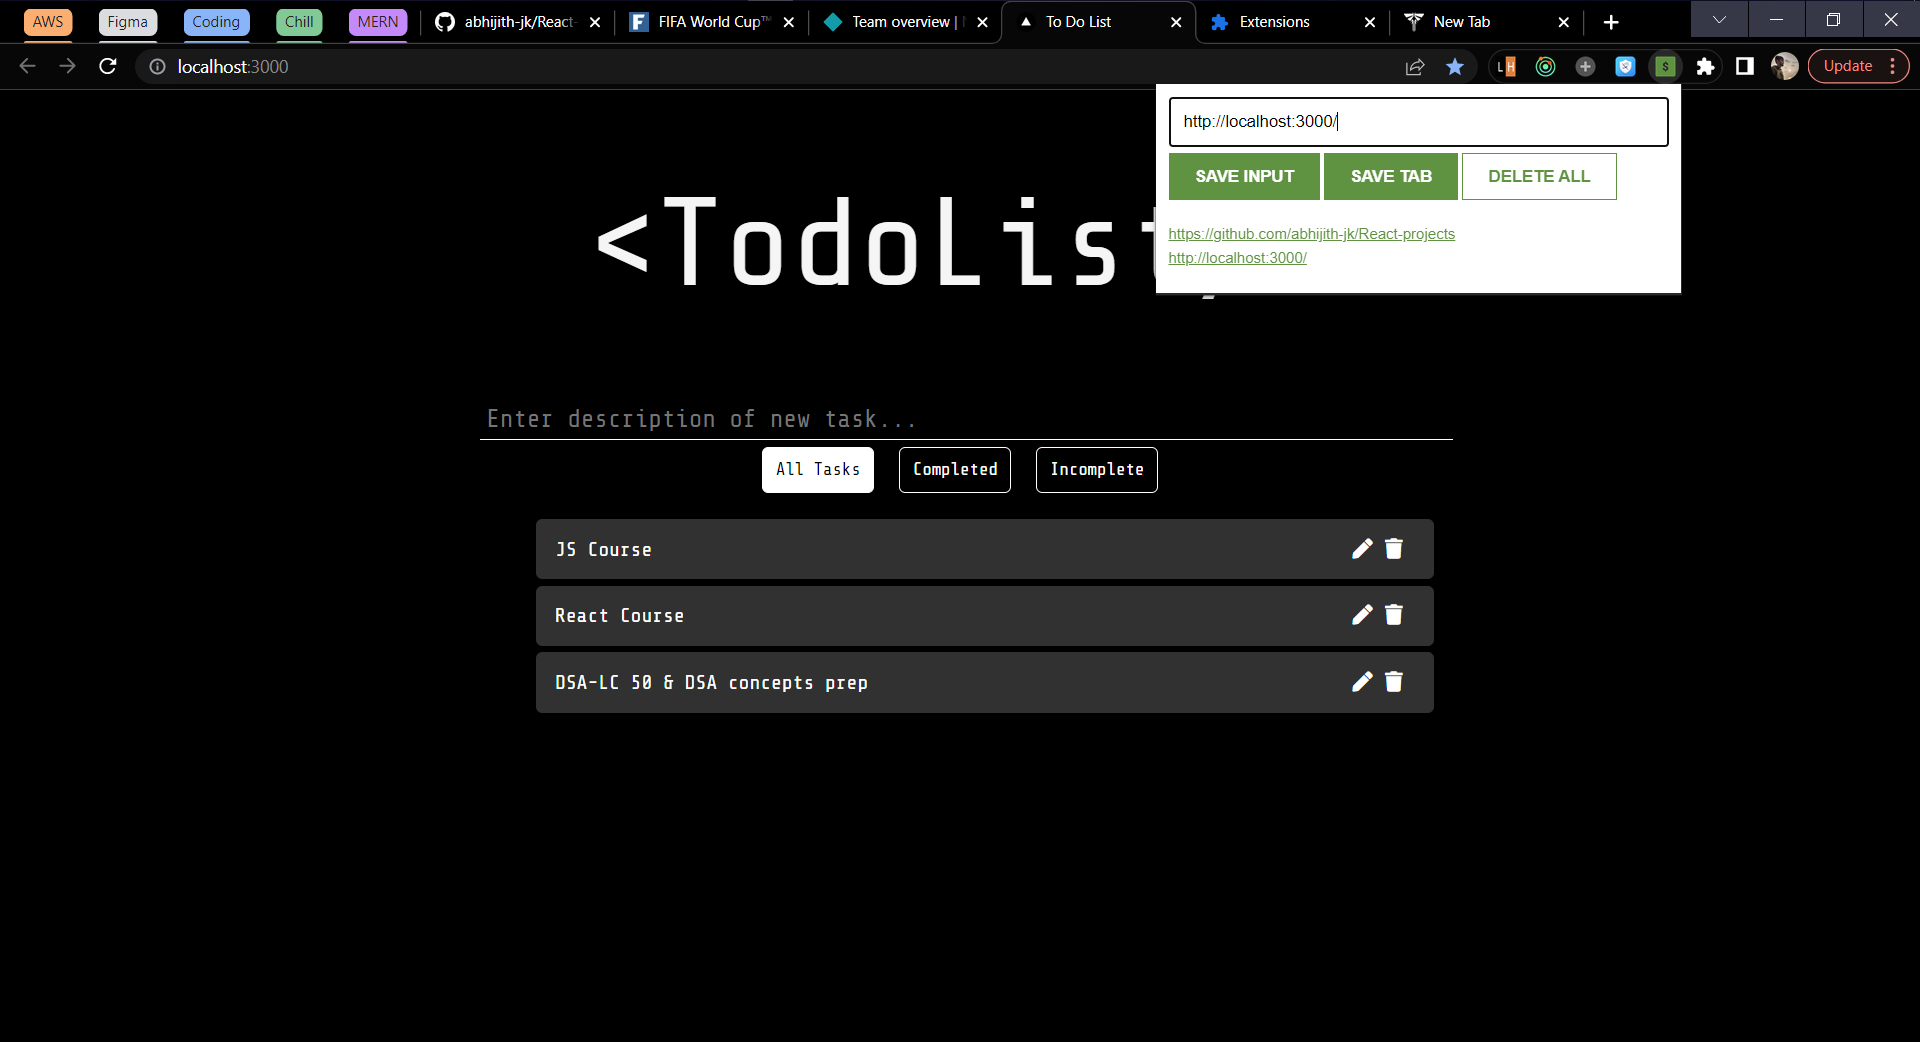 AWS Figma Coding Chill MERN abhijith-jk/React- FIFA World Cup™ Team overview | To Do List Extensions New Tab
localhost:3000 LH $ Update
http://localhost:3000/
SAVE INPUT SAVE TAB DELETE ALL
https://github.com/abhijith-jk/React-projects
http://localhost:3000/
<TodoList
Enter description of new task...
All Tasks Completed Incomplete
JS Course
React Course
DSA-LC 50 & DSA concepts prep